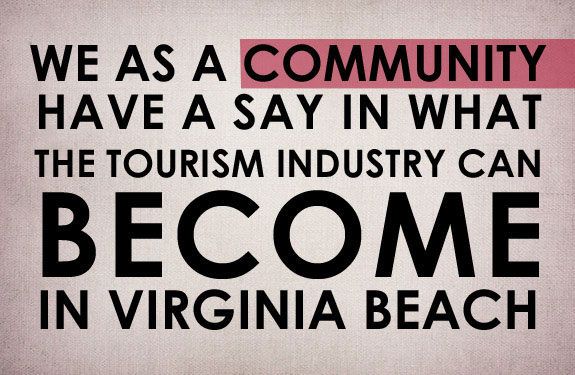 WE AS A COMMUNITY
HAVE A SAY IN WHAT
THE TOURISM INDUSTRY CAN
BECOME
IN VIRGINIA BEACH